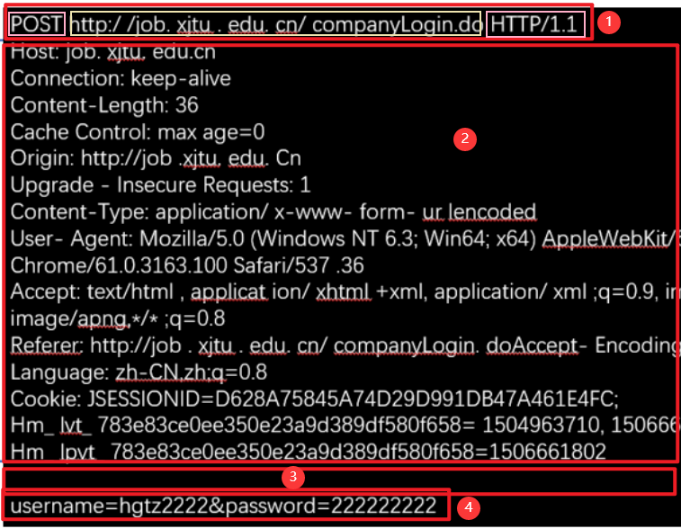 POST http:/ /job. xjtu . edu. cn/ companyLogin.do HTTP/1.1 1
Host: job. xjtu. edu.cn
Connection: keep-alive
Content-Length: 36
Cache Control: max age=0 2
Origin: http://job .xjtu. edu. Cn
Upgrade - Insecure Requests: 1
Content-Type: application/ x-www- form- ur lencoded
User- Agent: Mozilla/5.0 (Windows NT 6.3; Win64; x64) AppleWebKit/
Chrome/61.0.3163.100 Safari/537 .36
Accept: text/html , applicat ion/ xhtml +xml, application/ xml ;q=0.9,
image/apng,*/* ;q=0.8
Referer: http://job . xjtu . edu. cn/ companyLogin. doAccept- Encoding
Language: zh-CN,zh;q=0.8
Cookie: JSESSIONID=D628A75845A74D29D991DB47A461E4FC;
Hm_ lvt_ 783e83ce0ee350e23a9d389df580f658= 1504963710, 150666
Hm_ lpvt_ 783e83ce0ee350e23a9d389df580f658=1506661802
3
username=hgtz2222&password=222222222 4